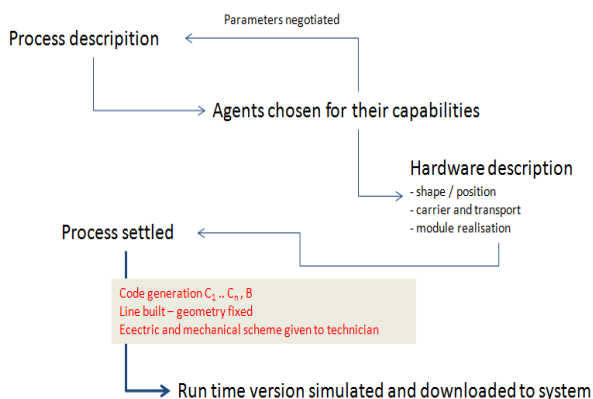 Parameters negotiated
Process descripition
Agents chosen for their capabilities
Hardware description
- shape / position
- carrier and transport
- module realisation
Process settled
Code generation C₁ .. Cₙ , B
Line built – geometry fixed
Ecectric and mechanical scheme given to technician
Run time version simulated and downloaded to system